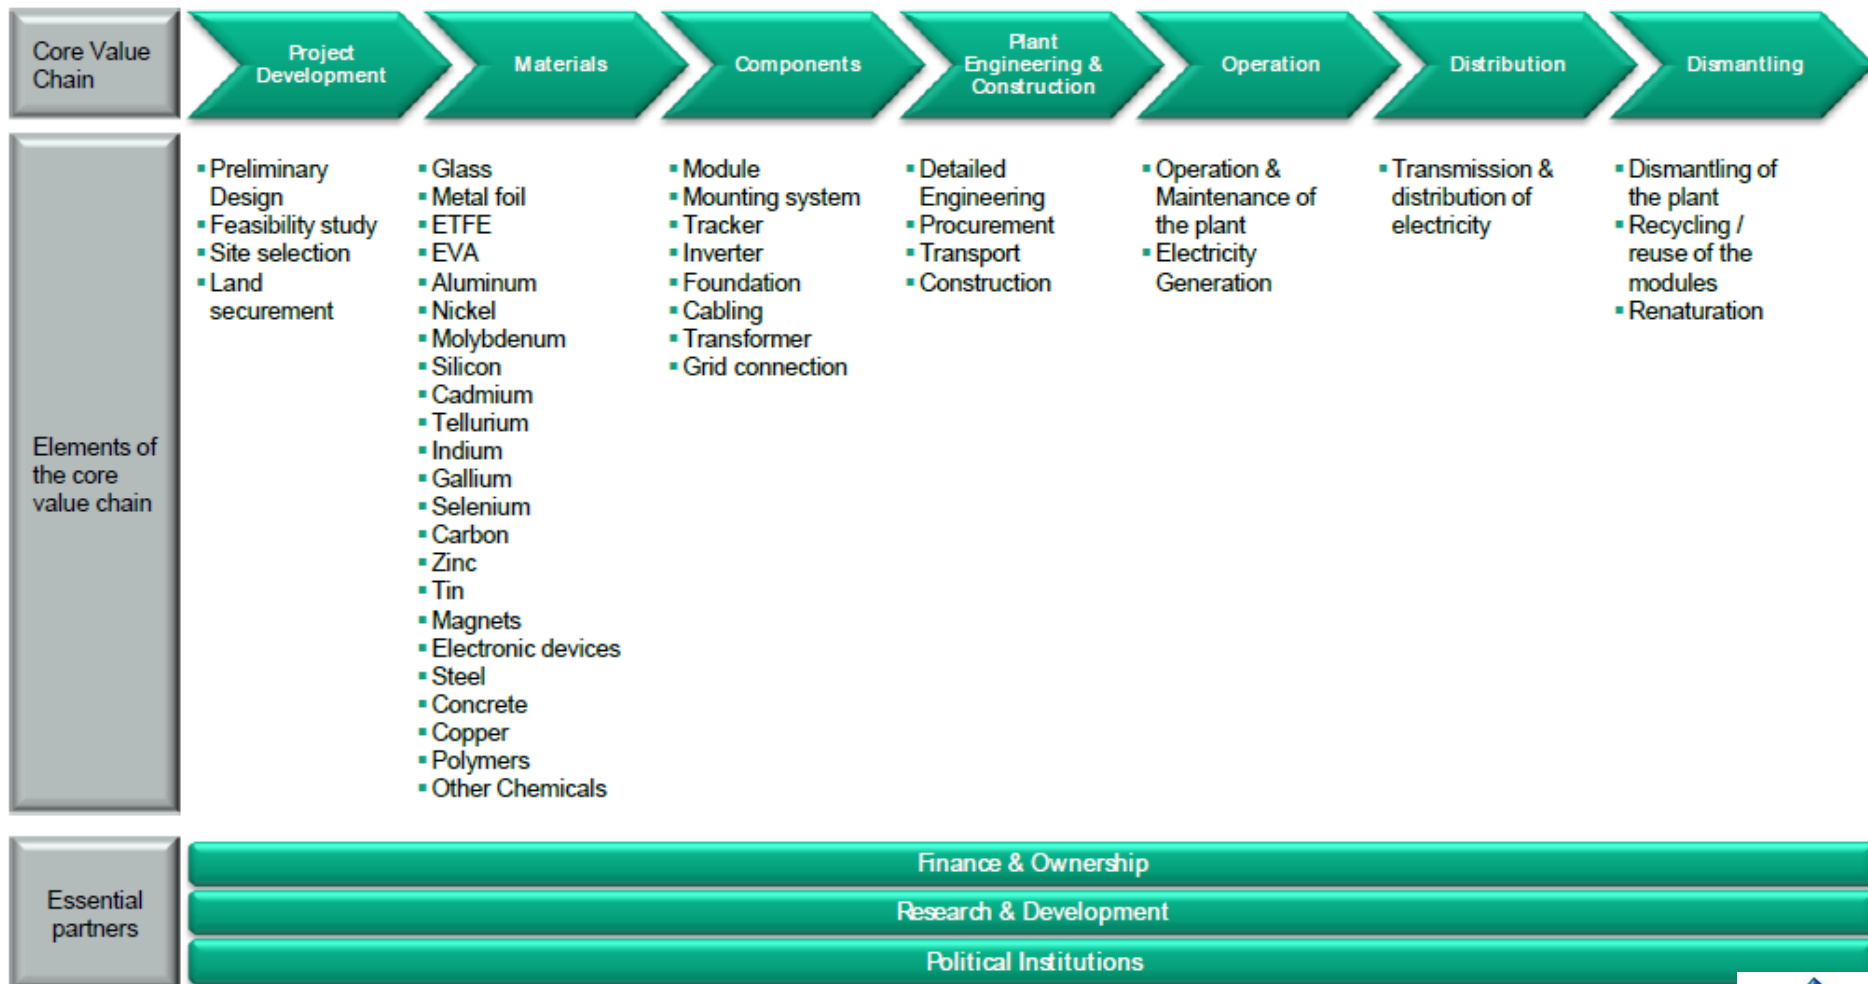 Core Value
Chain
Project
Development
Materials
Components
Plant
Engineering &
Construction
Operation
Distribution
Dismantling
Elements of
the core
value chain
▪ Preliminary
Design
▪ Feasibility study
▪ Site selection
▪ Land
securement
▪ Glass
▪ Metal foil
▪ ETFE
▪ EVA
▪ Aluminum
▪ Nickel
▪ Molybdenum
▪ Silicon
▪ Cadmium
▪ Tellurium
▪ Indium
▪ Gallium
▪ Selenium
▪ Carbon
▪ Zinc
▪ Tin
▪ Magnets
▪ Electronic devices
▪ Steel
▪ Concrete
▪ Copper
▪ Polymers
▪ Other Chemicals
▪ Module
▪ Mounting system
▪ Tracker
▪ Inverter
▪ Foundation
▪ Cabling
▪ Transformer
▪ Grid connection
▪ Detailed
Engineering
▪ Procurement
▪ Transport
▪ Construction
▪ Operation &
Maintenance of
the plant
▪ Electricity
Generation
▪ Transmission &
distribution of
electricity
▪ Dismantling of
the plant
▪ Recycling /
reuse of the
modules
▪ Renaturation
Essential
partners
Finance & Ownership
Research & Development
Political Institutions